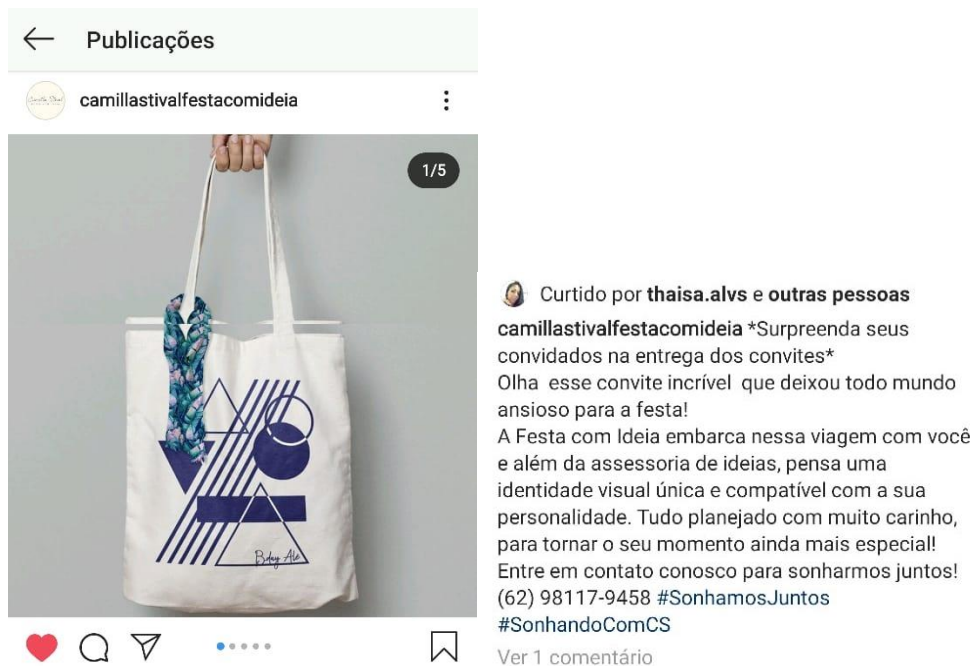 Publicações
camillastivalfestacomideia
1/5
Bday Alê
Curtido por thaisa.alvs e outras pessoas
camillastivalfestacomideia *Surpreenda seus
convidados na entrega dos convites*
Olha esse convite incrível que deixou todo mundo
ansioso para a festa!
A Festa com Ideia embarca nessa viagem com você
e além da assessoria de ideias, pensa uma
identidade visual única e compatível com a sua
personalidade. Tudo planejado com muito carinho,
para tornar o seu momento ainda mais especial!
Entre em contato conosco para sonharmos juntos!
(62) 98117-9458 #SonhamosJuntos
#SonhandoComCS
Ver 1 comentário